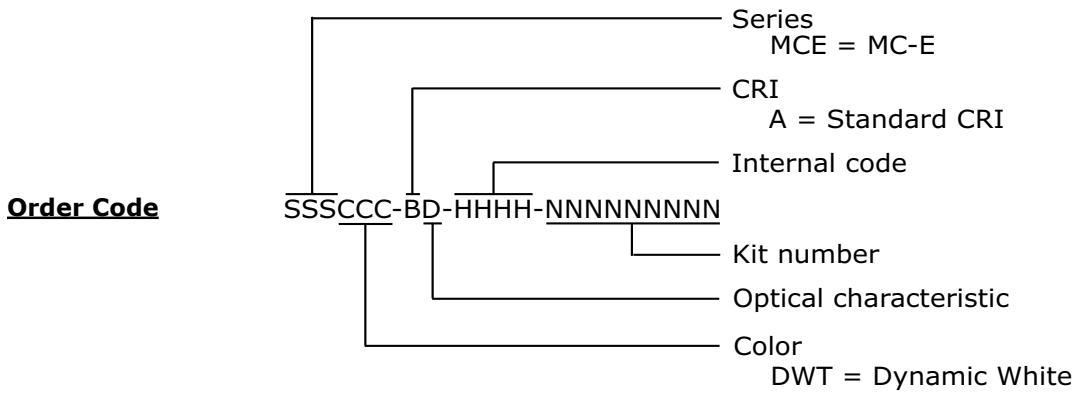 Series
MCE = MC-E
CRI
A = Standard CRI
Internal code
Order Code SSSCCC-BD-HHHH-NNNNNNNNN
Kit number
Optical characteristic
Color
DWT = Dynamic White